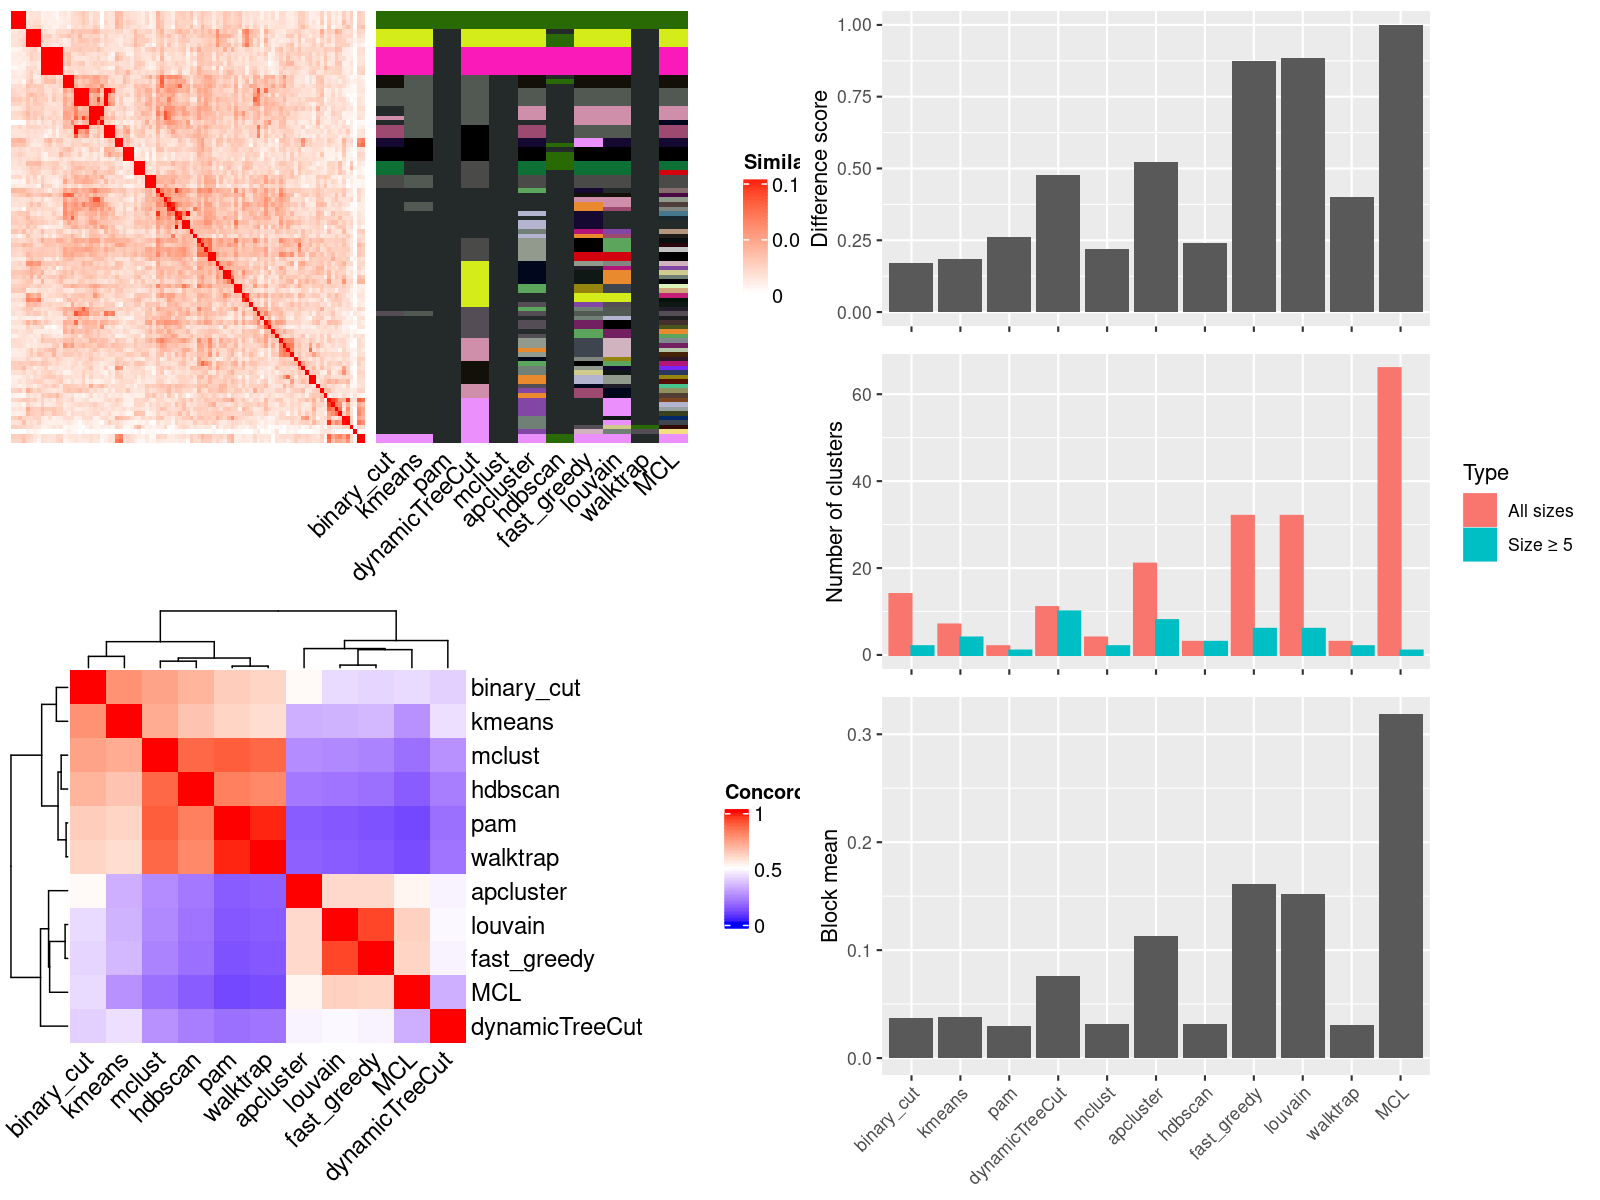 Simila
0.1
0.0
0
binary_cut
kmeans
pam
dynamicTreeCut
mclust
apcluster
hdbscan
fast_greedy
louvain
walktrap
MCL
Difference score
1.00
0.75
0.50
0.25
0.00
Number of clusters
60
40
20
0
Type
All sizes
Size ≥ 5
binary_cut
kmeans
mclust
hdbscan
pam
walktrap
apcluster
louvain
fast_greedy
MCL
dynamicTreeCut
binary_cut
kmeans
mclust
hdbscan
pam
walktrap
apcluster
louvain
fast_greedy
MCL
dynamicTreeCut
Concorc
1
0.5
0
Block mean
0.3
0.2
0.1
0.0
binary_cut
kmeans
pam
dynamicTreeCut
mclust
apcluster
hdbscan
fast_greedy
louvain
walktrap
MCL